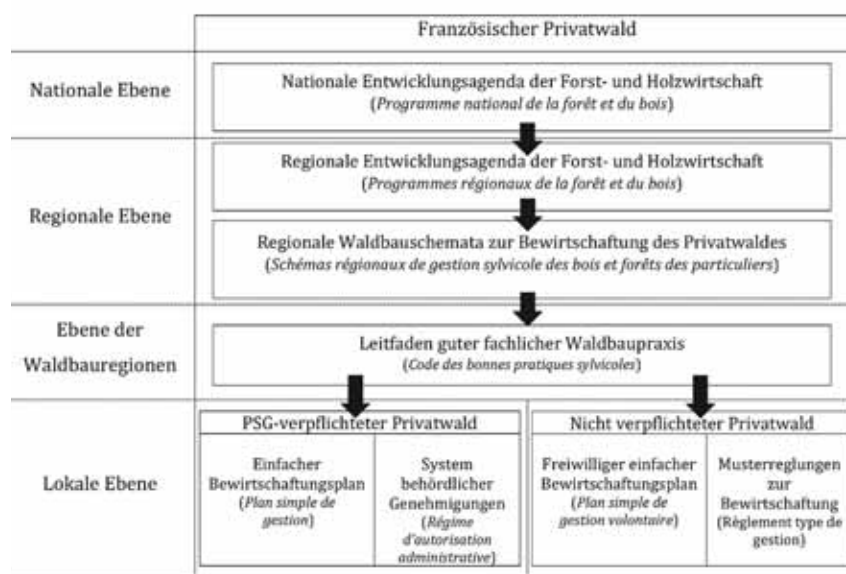 Französischer Privatwald
Nationale Ebene
Nationale Entwicklungsagenda der Forst- und Holzwirtschaft
(Programme national de la forêt et du bois)
Regionale Ebene
Regionale Entwicklungsagenda der Forst- und Holzwirtschaft
(Programmes régionaux de la forêt et du bois)
Regionale Waldbauschemata zur Bewirtschaftung des Privatwaldes
(Schémas régionaux de gestion sylvicole des bois et forêts des particuliers)
Ebene der
Waldbauregionen
Leitfaden guter fachlicher Waldbaupraxis
(Code des bonnes pratiques sylvicoles)
Lokale Ebene
PSG-verpflichteter Privatwald
Einfacher
Bewirtschaftungsplan
(Plan simple de
gestion)
System
behördlicher
Genehmigungen
(Régime
d'autorisation
administrative)
Nicht verpflichteter Privatwald
Freiwilliger einfacher
Bewirtschaftungsplan
(Plan simple de
gestion volontaire)
Musterreglungen
zur
Bewirtschaftung
(Règlement type de
gestion)